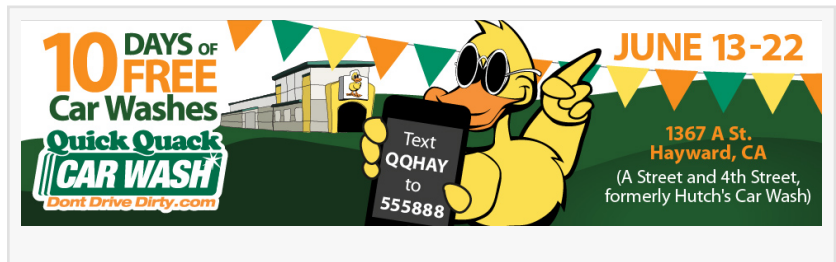 10 DAYS OF
FREE
Car Washes
Quick Quack
CAR WASH
Dont Drive Dirty.com
Text
QQHAY
to
555888
JUNE 13-22
1367 A St.
Hayward, CA
(A Street and 4th Street,
formerly Hutch's Car Wash)